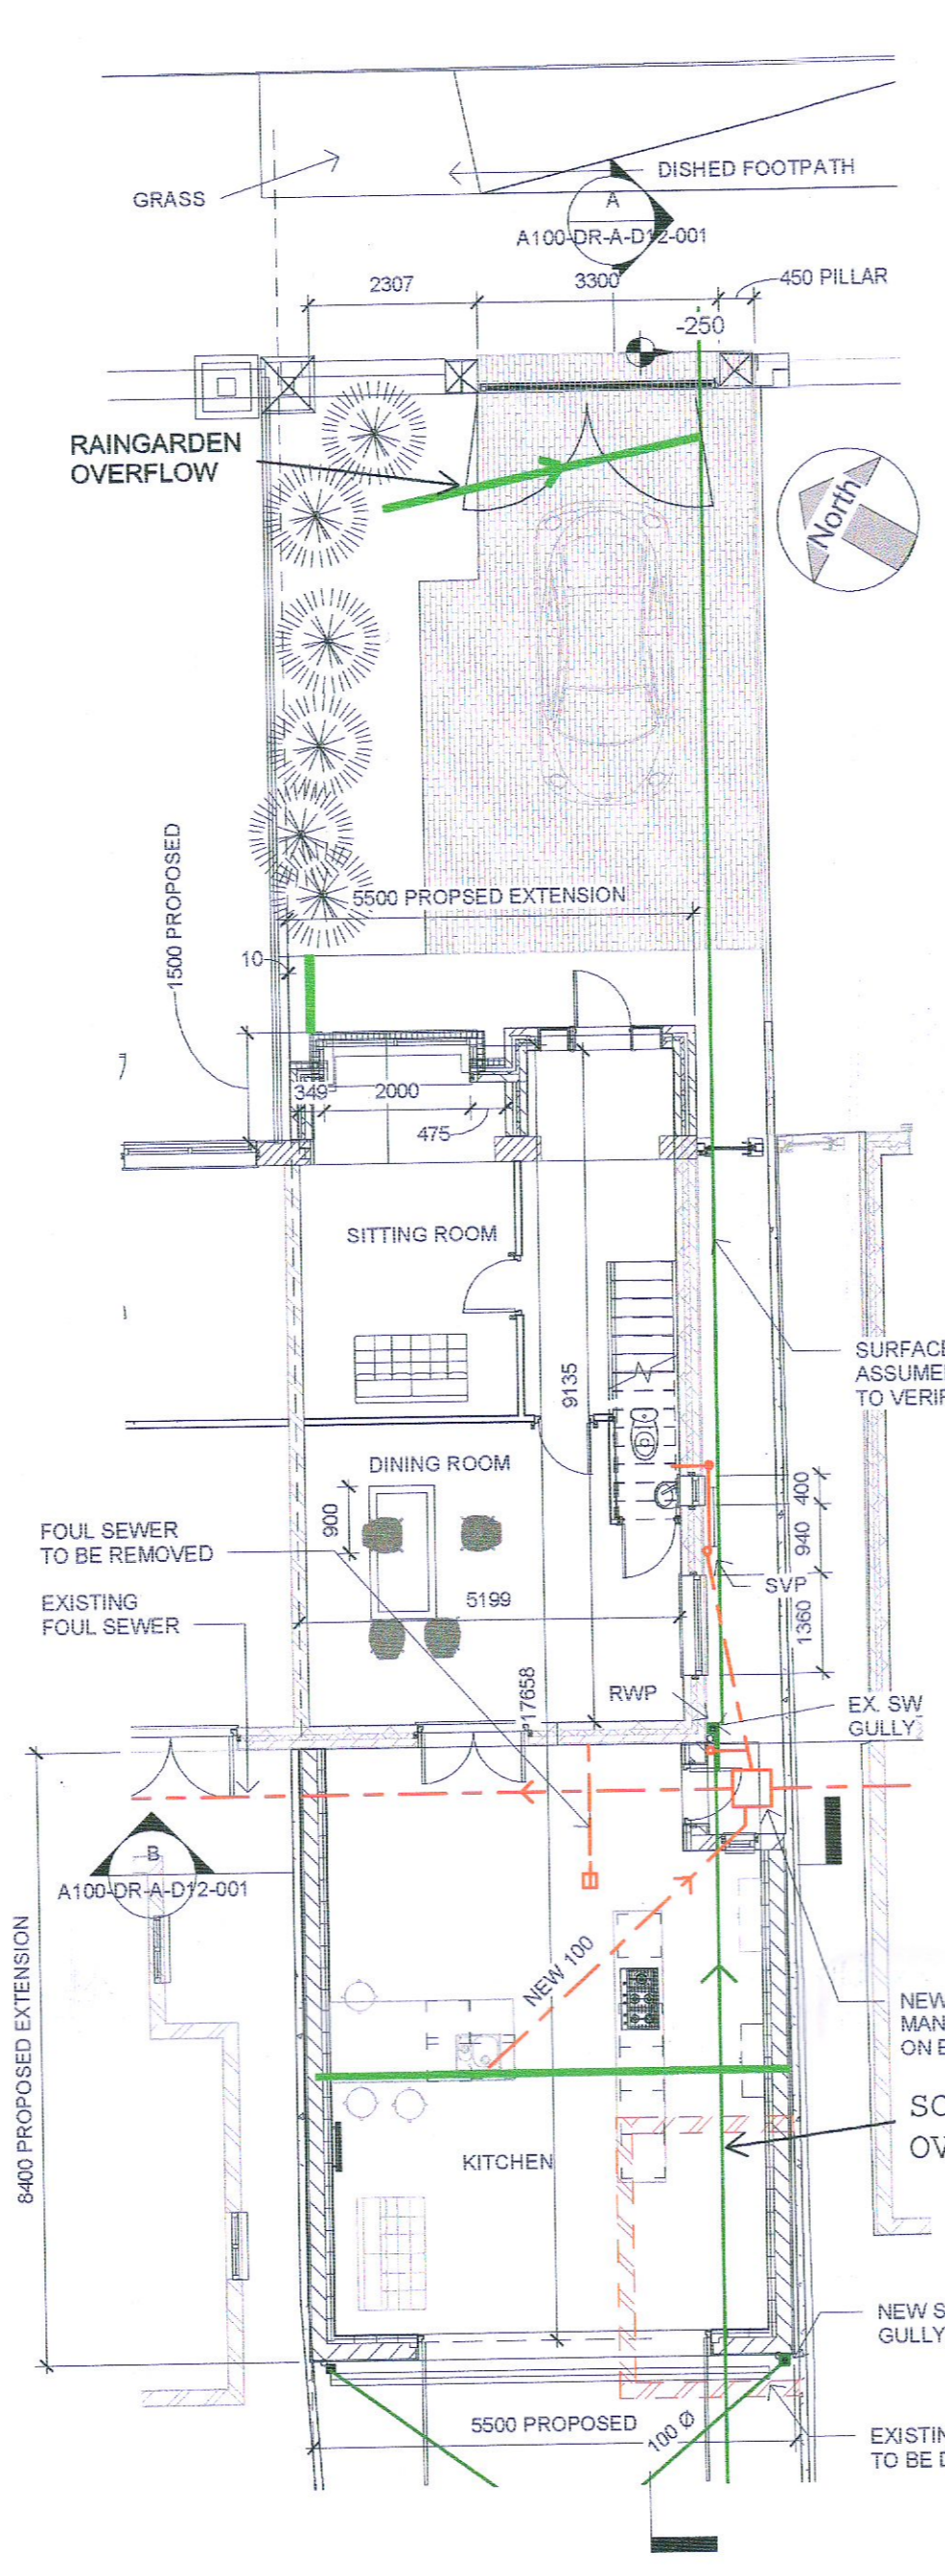 GRASS
DISHED FOOTPATH
A
A100-DR-A-D12-001
2307
3300
450 PILLAR
-250
RAINGARDEN
OVERFLOW
North
1500 PROPOSED
5500 PROPSED EXTENSION
10
349
2000
475
SITTING ROOM
SURFACE
ASSUME
TO VERIF
9135
DINING ROOM
900
400
940
FOUL SEWER
TO BE REMOVED
SVP
EXISTING
FOUL SEWER
5199
1360
17658
RWP
EX. SW
GULLY
B
A100-DR-A-D12-001
8400 PROPOSED EXTENSION
NEW 100
NEW
MAN
ON E
SO
OV
KITCHEN
NEW S
GULLY
5500 PROPOSED
100 Ø
EXISTIN
TO BE D